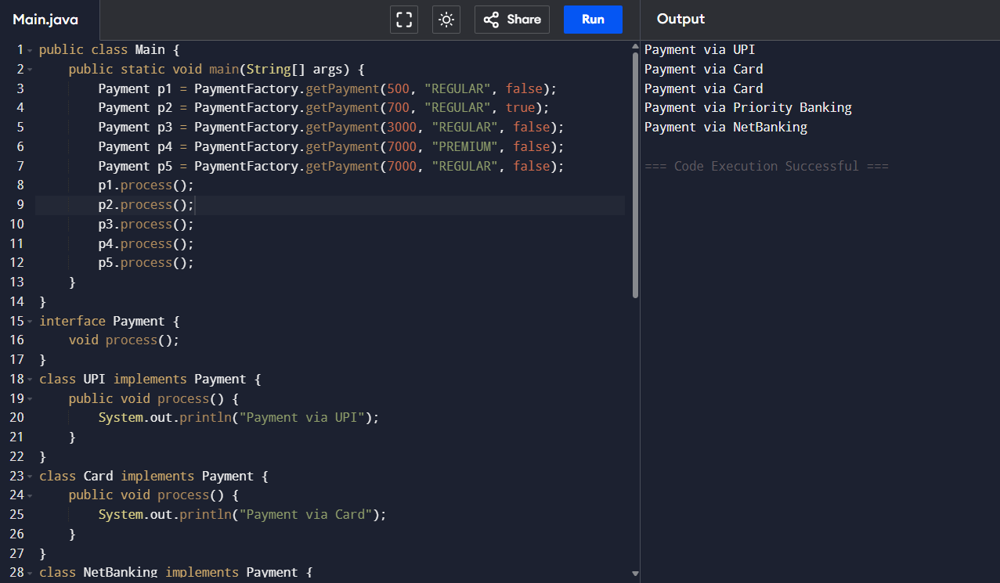 Main.java
Share
Run
Output
1 public class Main {
2     public static void main(String[] args) {
3         Payment p1 = PaymentFactory.getPayment(500, "REGULAR", false);
4         Payment p2 = PaymentFactory.getPayment(700, "REGULAR", true);
5         Payment p3 = PaymentFactory.getPayment(3000, "REGULAR", false);
6         Payment p4 = PaymentFactory.getPayment(7000, "PREMIUM", false);
7         Payment p5 = PaymentFactory.getPayment(7000, "REGULAR", false);
8         p1.process();
9         p2.process();
10         p3.process();
11         p4.process();
12         p5.process();
13     }
14 }
15 interface Payment {
16     void process();
17 }
18 class UPI implements Payment {
19     public void process() {
20         System.out.println("Payment via UPI");
21     }
22 }
23 class Card implements Payment {
24     public void process() {
25         System.out.println("Payment via Card");
26     }
27 }
28 class NetBanking implements Payment {
Payment via UPI
Payment via Card
Payment via Card
Payment via Priority Banking
Payment via NetBanking
=== Code Execution Successful ===